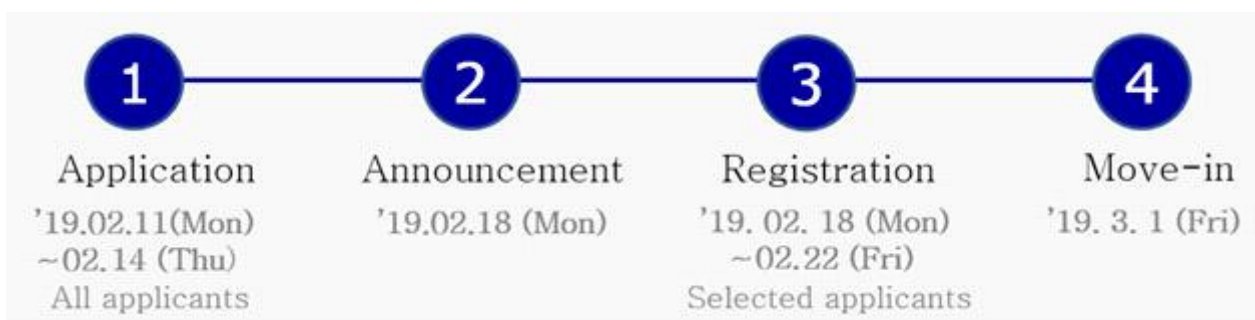 1
Application
'19.02.11(Mon)
~02.14 (Thu)
All applicants
2
Announcement
'19.02.18 (Mon)
3
Registration
'19. 02. 18 (Mon)
~02.22 (Fri)
Selected applicants
4
Move-in
'19. 3. 1 (Fri)